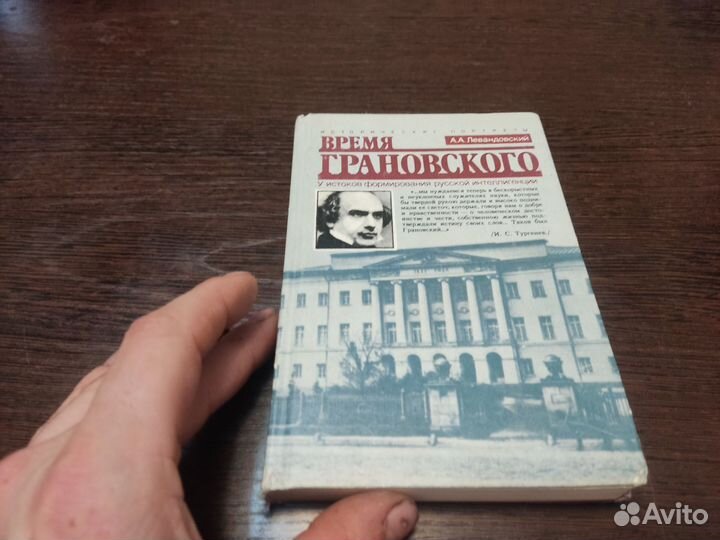 ИСТОРИЧЕСКИЕ ПОРТРЕТЫ
ВРЕМЯ
А.А. Левандовский
ГРАНОВСКОГО
У истоков формирования русской интеллигенции
«...мы нуждаемся теперь в бескорыстных
и неуклонных служителях науки, которые
бы твердой рукою держали и высоко подни-
мали ее светоч; которые, говоря нам о добре
и нравственности — о человеческом досто-
инстве и чести, собственною жизнью под-
тверждали истину своих слов... Таков был
Грановский...»
/И. С. Тургенев./
Avito